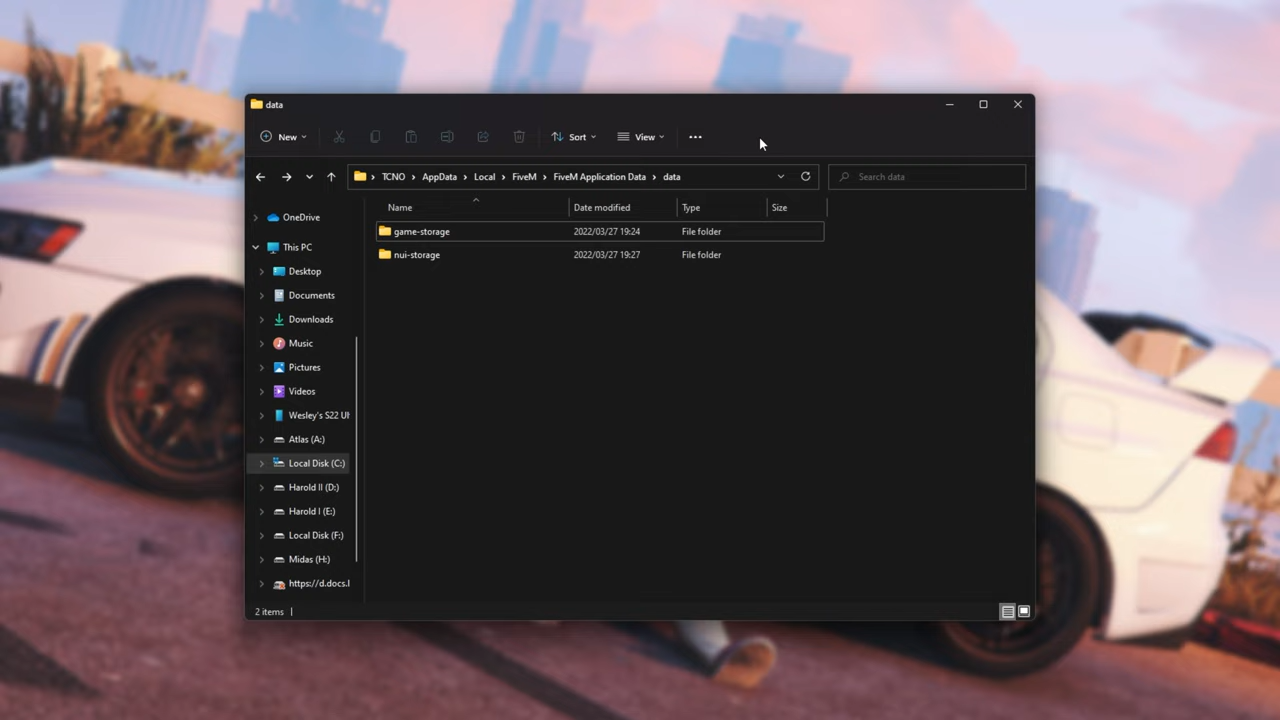 data
New Sort View
TCNO AppData Local FiveM FiveM Application Data data
Search data
Name Date modified Type Size
game-storage 2022/03/27 19:24 File folder
nui-storage 2022/03/27 19:27 File folder
OneDrive
This PC
Desktop
Documents
Downloads
Music
Pictures
Videos
Wesley's S22 Ul
Atlas (A:)
Local Disk (C:)
Harold II (D:)
Harold I (E:)
Local Disk (F:)
Midas (H:)
https://d.docs.l
2 items